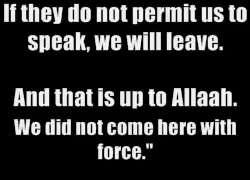 If they do not permit us to
speak, we will leave.
And that is up to Allaah.
We did not come here with
force."